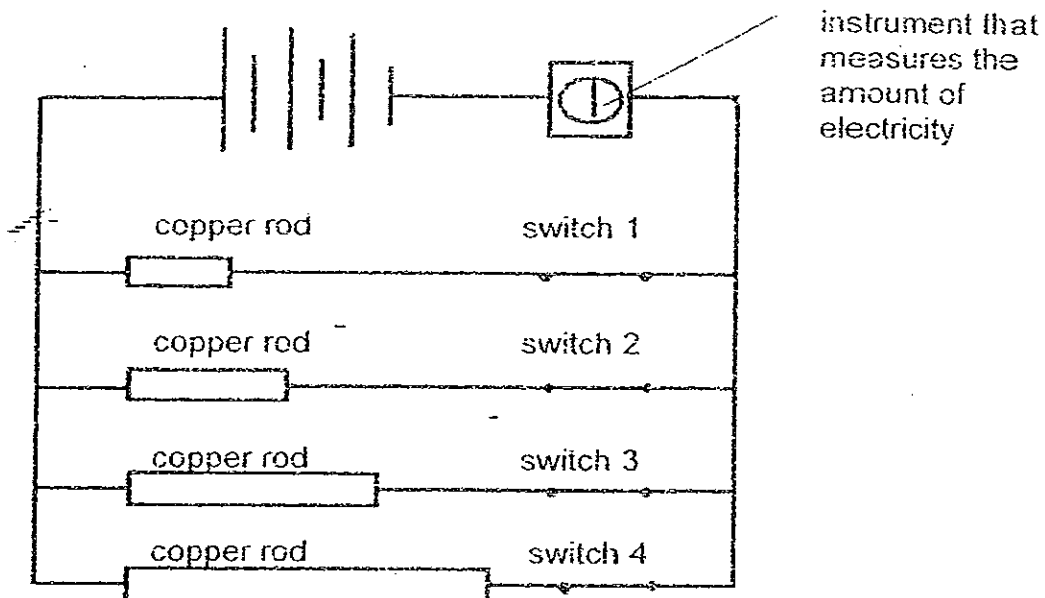 instrument that
measures the
amount of
electricity
copper rod
switch 1
copper rod
switch 2
copper rod
switch 3
copper rod
switch 4